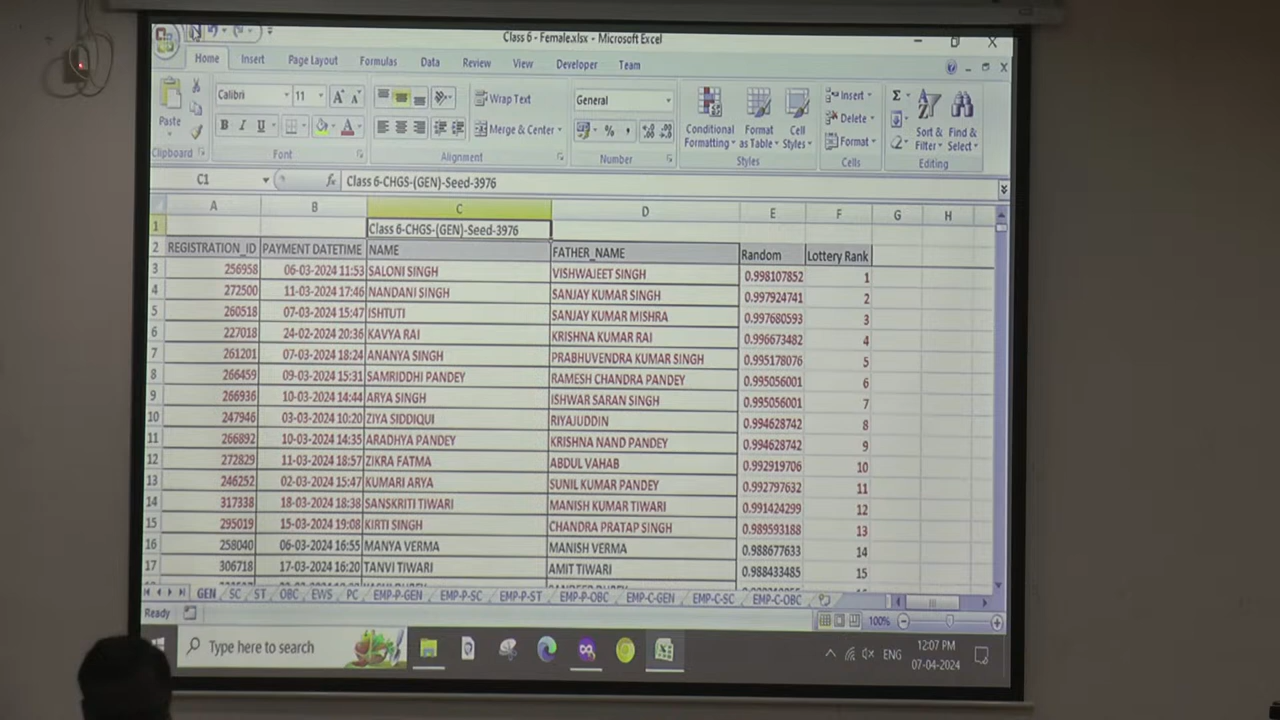 Class 6 - Female.xlsx - Microsoft Excel
Home Insert Page Layout Formulas Data Review View Developer Team
Calibri 11 Wrap Text General Insert
Paste Merge & Center Conditional Formatting Format as Table Cell Styles Delete Format Sort & Filter Find & Select
Clipboard Font Alignment Number Styles Cells Editing
C1 fx Class 6-CHGS-(GEN)-Seed-3976
A B C D E F G H
1 Class 6-CHGS-(GEN)-Seed-3976
2 REGISTRATION_ID PAYMENT DATETIME NAME FATHER_NAME Random Lottery Rank
3 256958 06-03-2024 11:53 SALONI SINGH VISHWAJEET SINGH 0.998107852 1
4 272500 11-03-2024 17:46 NANDANI SINGH SANJAY KUMAR SINGH 0.997924741 2
5 260518 07-03-2024 15:47 ISHTUTI SANJAY KUMAR MISHRA 0.997680593 3
6 227018 24-02-2024 20:36 KAVYA RAI KRISHNA KUMAR RAI 0.996673482 4
7 261201 07-03-2024 18:24 ANANYA SINGH PRABHUVENDRA KUMAR SINGH 0.995178076 5
8 266459 09-03-2024 15:31 SAMRIDDHI PANDEY RAMESH CHANDRA PANDEY 0.995056001 6
9 266936 10-03-2024 14:44 ARYA SINGH ISHWAR SARAN SINGH 0.995056001 7
10 247946 03-03-2024 10:20 ZIYA SIDDIQUI RIYAJUDDIN 0.994628742 8
11 266892 10-03-2024 14:35 ARADHYA PANDEY KRISHNA NAND PANDEY 0.994628742 9
12 272829 11-03-2024 18:57 ZIKRA FATMA ABDUL VAHAB 0.992919706 10
13 246252 02-03-2024 15:47 KUMARI ARYA SUNIL KUMAR PANDEY 0.992797632 11
14 317338 18-03-2024 18:38 SANSKRITI TIWARI MANISH KUMAR TIWARI 0.991424299 12
15 295019 15-03-2024 19:08 KIRTI SINGH CHANDRA PRATAP SINGH 0.989593188 13
16 258040 06-03-2024 16:55 MANYA VERMA MANISH VERMA 0.988677633 14
17 306718 17-03-2024 16:20 TANVI TIWARI AMIT TIWARI 0.988433485 15
GEN SC ST OBC EWS PC EMP-P-GEN EMP-P-SC EMP-P-ST EMP-P-OBC EMP-C-GEN EMP-C-SC EMP-C-OBC
Ready 100%
Type here to search ENG 12:07 PM
07-04-2024